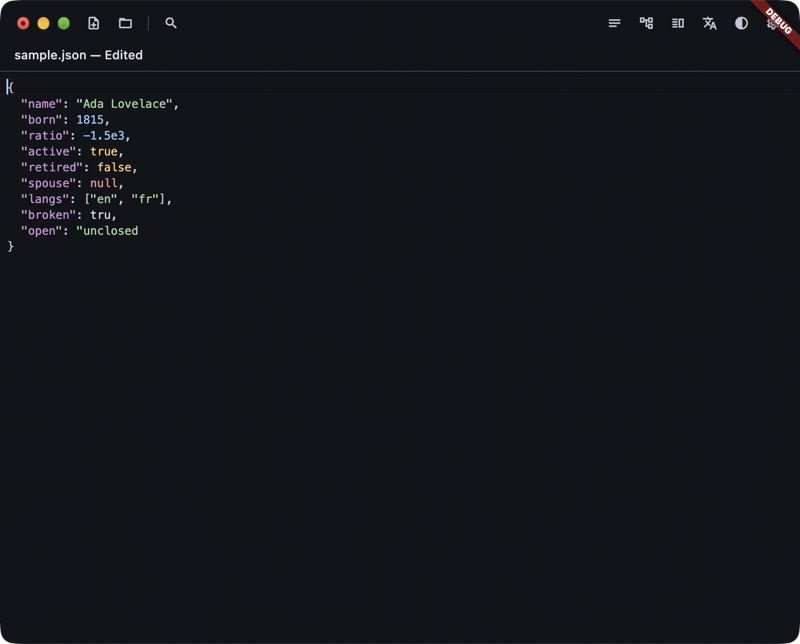 DEBUG
sample.json — Edited
{
  "name": "Ada Lovelace",
  "born": 1815,
  "ratio": -1.5e3,
  "active": true,
  "retired": false,
  "spouse": null,
  "langs": ["en", "fr"],
  "broken": tru,
  "open": "unclosed
}